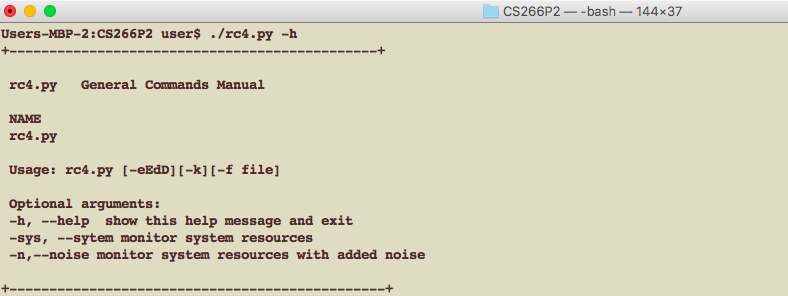 CS266P2 — -bash — 144×37
Users-MBP-2:CS266P2 user$ ./rc4.py -h
+----------------------------------------------+
rc4.py   General Commands Manual
NAME
rc4.py
Usage: rc4.py [-eEdD][-k][-f file]
Optional arguments:
-h, --help  show this help message and exit
-sys, --sytem monitor system resources
-n,--noise monitor system resources with added noise
+-----------------------------------------------+